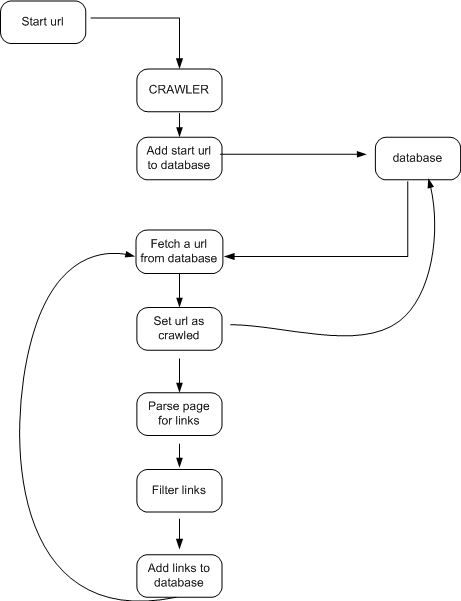 Start url
CRAWLER
Add start url
to database
database
Fetch a url
from database
Set url as
crawled
Parse page
for links
Filter links
Add links to
database